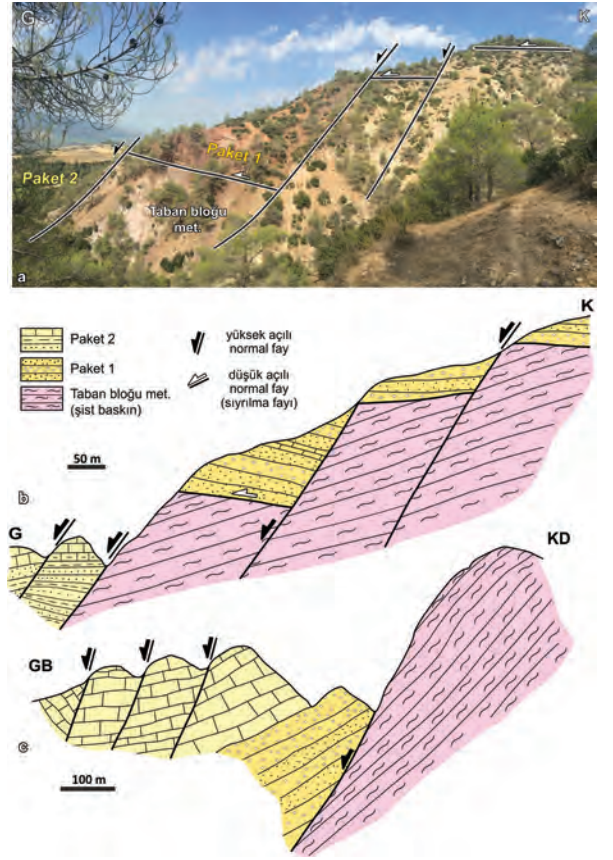 G
K
Paket 2
Paket 1
Taban bloğu
met.
a
K
Paket 2
Paket 1
Taban bloğu met.
(şist baskın)
yüksek açılı
normal fay
düşük açılı
normal fay
(sıyrılma fayı)
50 m
b
G
KD
GB
c
100 m